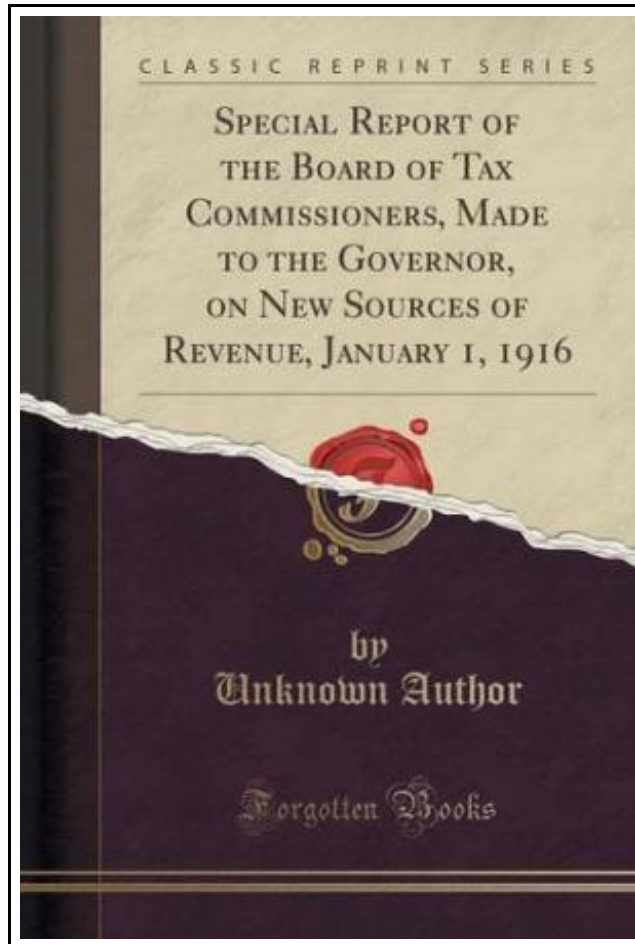 CLASSIC REPRINT SERIES
SPECIAL REPORT OF
THE BOARD OF TAX
COMMISSIONERS, MADE
TO THE GOVERNOR,
ON NEW SOURCES OF
REVENUE, JANUARY 1, 1916
by
Unknown Author
Forgotten Books